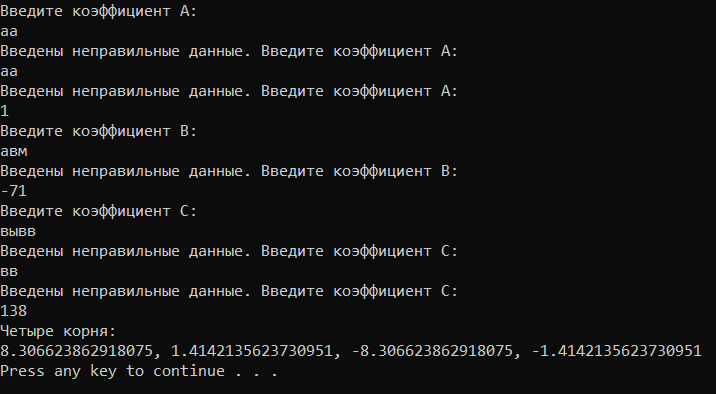 Введите коэффициент A:
аа
Введены неправильные данные. Введите коэффициент A:
аа
Введены неправильные данные. Введите коэффициент A:
1
Введите коэффициент B:
авм
Введены неправильные данные. Введите коэффициент B:
-71
Введите коэффициент C:
вывв
Введены неправильные данные. Введите коэффициент C:
вв
Введены неправильные данные. Введите коэффициент C:
138
Четыре корня:
8.306623862918075, 1.4142135623730951, -8.306623862918075, -1.4142135623730951
Press any key to continue . . .